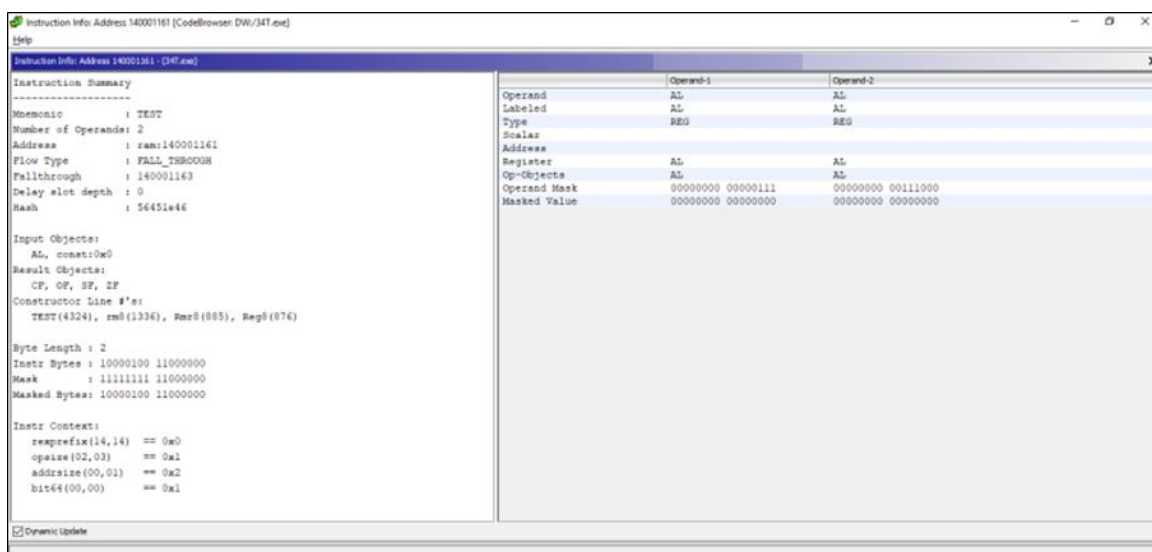 Instruction Info: Address 140001161 [CodeBrowser: DW:/34T.exe]
Help
Instruction Info: Address 140001161 - (34T.exe)
Instruction Summary
-------------------
Mnemonic : TEST
Number of Operands: 2
Address : ram:140001161
Flow Type : FALL_THROUGH
Fallthrough : 140001163
Delay slot depth : 0
Hash : 56451e46
Input Objects:
AL, const:0x0
Result Objects:
CF, OF, SF, ZF
Constructor Line #'s:
TEST(4324), rm8(1336), Rmr8(885), Reg8(876)
Byte Length : 2
Instr Bytes : 10000100 11000000
Mask : 11111111 11000000
Masked Bytes: 10000100 11000000
Instr Context:
rexprefix(14,14) == 0x0
opsize(02,03) == 0x1
addrsize(00,01) == 0x2
bit64(00,00) == 0x1
Operand-1 Operand-2
Operand AL AL
Labeled AL AL
Type REG REG
Scalar
Address
Register AL AL
Op-Objects AL AL
Operand Mask 00000000 00000111 00000000 00111000
Masked Value 00000000 00000000 00000000 00000000
Dynamic Update